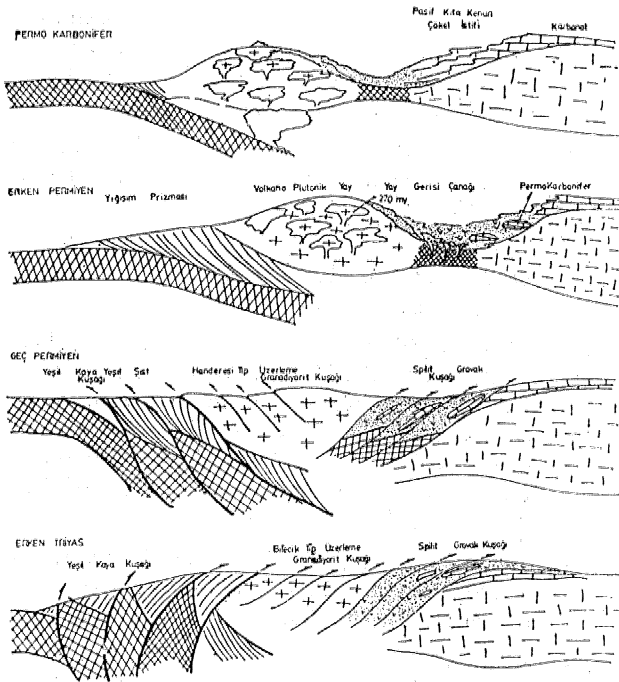 PERMO KARBONİFER
Pasif Kıta Kenarı
Çökel İstifi
Karbonat
ERKEN PERMİYEN
Yığışım Prizması
Volkano Plutonik Yay
Yay Gerisi Çanağı
270 my
PermoKarbonifer
GEÇ PERMİYEN
Yeşil Kaya Kuşağı
Yeşil Şist
Handeresi Tip Üzerleme
Granadiyorit Kuşağı
Spilit Grovak
Kuşağı
ERKEN TRİYAS
Yeşil Kaya Kuşağı
Bilecik Tip Üzerleme
Granadiyorit Kuşağı
Spilit Grovak Kuşağı